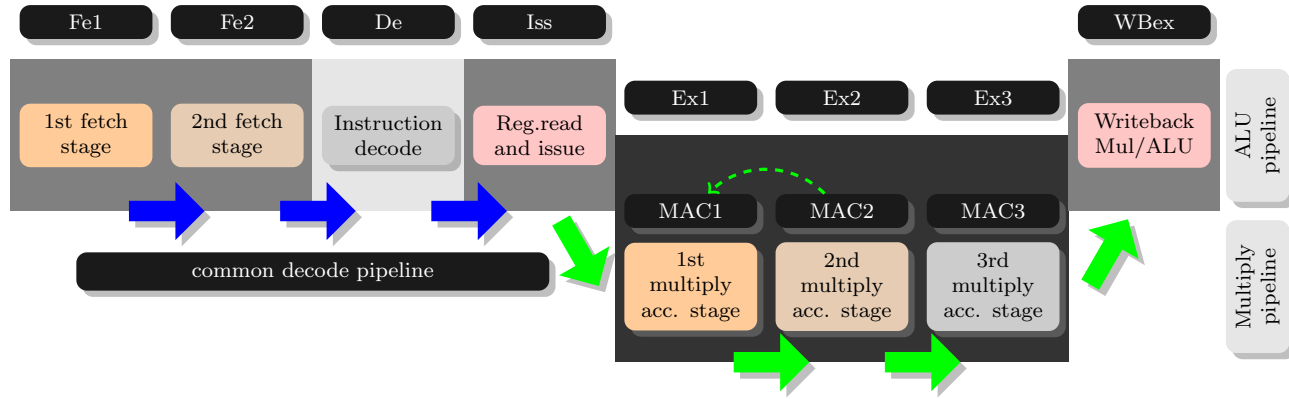 Fe1
Fe2
De
Iss
WBex
Ex1
Ex2
Ex3
1st fetch
stage
2nd fetch
stage
Instruction
decode
Reg.read
and issue
Writeback
Mul/ALU
ALU
pipeline
MAC1
MAC2
MAC3
common decode pipeline
1st
multiply
acc. stage
2nd
multiply
acc. stage
3rd
multiply
acc. stage
Multiply
pipeline